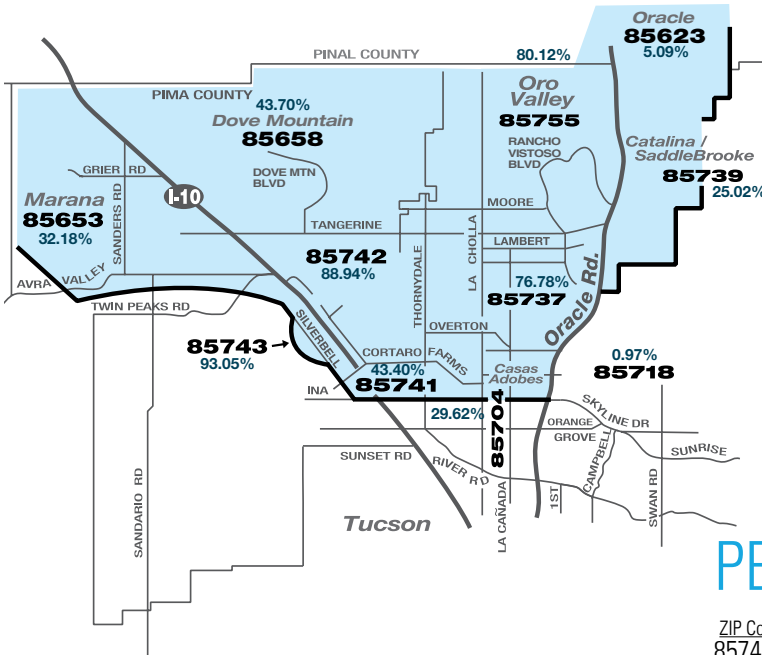 Oracle
85623
5.09%
PINAL COUNTY
80.12%
PIMA COUNTY
43.70%
Dove Mountain
85658
Oro
Valley
85755
RANCHO
VISTOSO
BLVD
Catalina /
SaddleBrooke
85739
25.02%
GRIER RD
DOVE MTN
BLVD
Marana
85653
32.18%
SANDERS RD
I-10
MOORE
TANGERINE
LA CHOLLA
LAMBERT
85742
88.94%
THORNYDALE
76.78%
85737
Oracle Rd.
AVRA VALLEY
TWIN PEAKS RD
SILVERBELL
OVERTON
85743
93.05%
CORTARO FARMS
43.40%
85741
Casas
Adobes
0.97%
85718
INA
29.62%
85704
SKYLINE DR
ORANGE
GROVE
CAMPBELL
SUNRISE
SUNSET RD
RIVER RD
SANDARIO RD
LA CAÑADA
1ST
SWAN RD
Tucson
PE
ZIP Co
8574